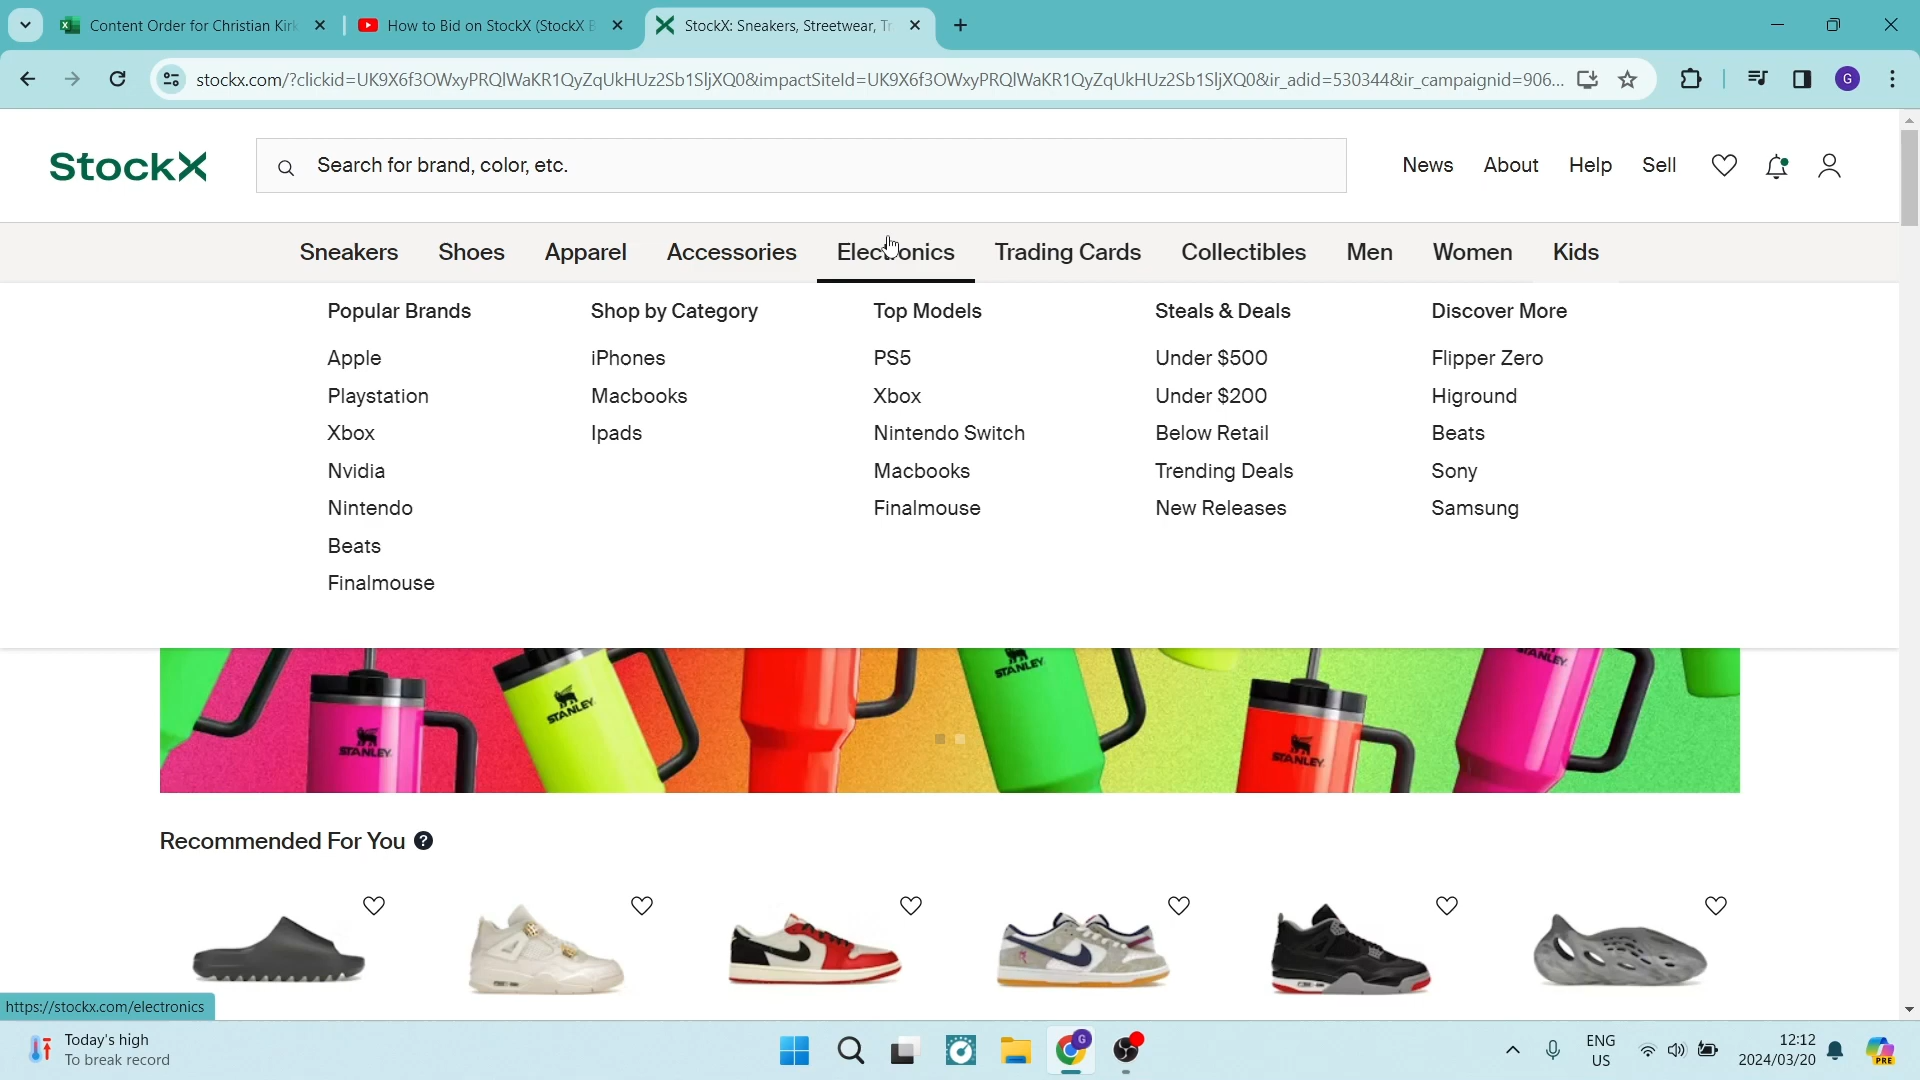 Content Order for Christian Kirk
How to Bid on StockX (StockX B
StockX: Sneakers, Streetwear, Tr
stockx.com/?clickid=UK9X6f3OWxyPRQlWaKR1QyZqUkHUz2Sb1SljXQ0&impactSiteId=UK9X6f3OWxyPRQlWaKR1QyZqUkHUz2Sb1SljXQ0&ir_adid=530344&ir_campaignid=906...
G
StockX
Search for brand, color, etc.
News About Help Sell
Sneakers Shoes Apparel Accessories Electronics Trading Cards Collectibles Men Women Kids
Popular Brands
Apple
Playstation
Xbox
Nvidia
Nintendo
Beats
Finalmouse
Shop by Category
iPhones
Macbooks
Ipads
Top Models
PS5
Xbox
Nintendo Switch
Macbooks
Finalmouse
Steals & Deals
Under $500
Under $200
Below Retail
Trending Deals
New Releases
Discover More
Flipper Zero
Higround
Beats
Sony
Samsung
STANLEY
STANLEY
STANLEY
STANLEY
STANLEY.
Recommended For You ?
https://stockx.com/electronics
Today's high
To break record
G
ENG
US
12:12
2024/03/20
PRE